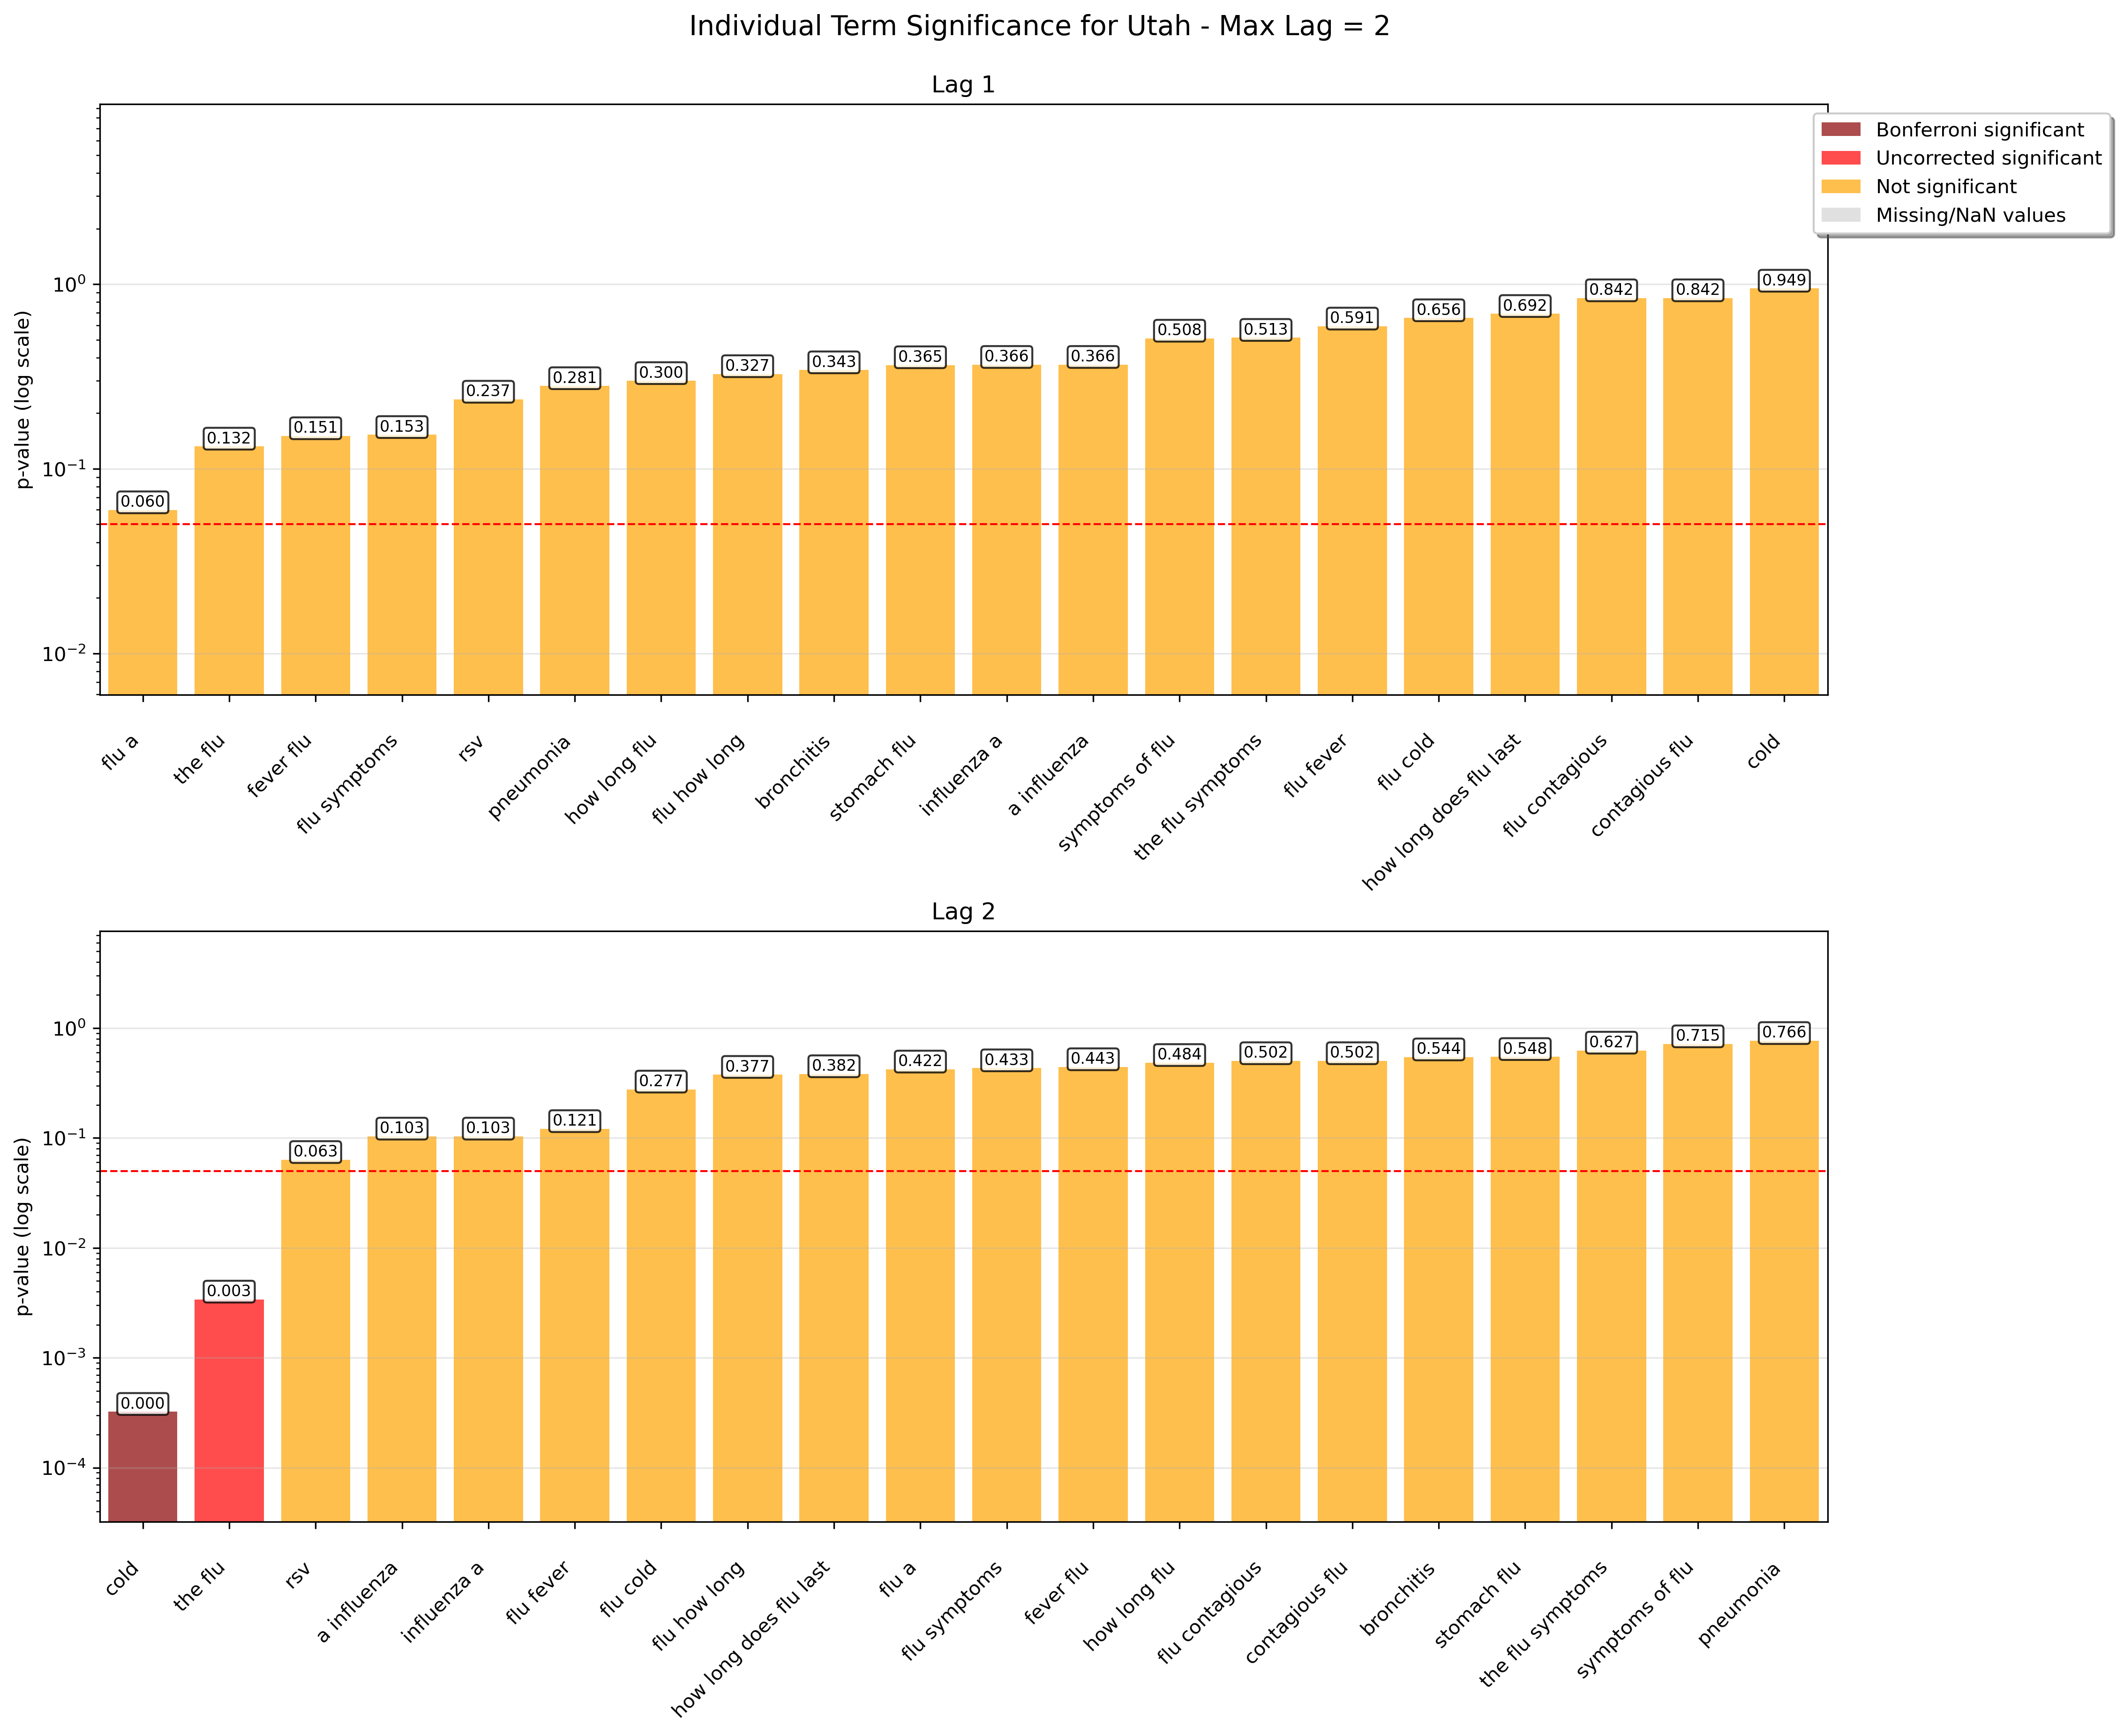 Individual Term Significance for Utah - Max Lag = 2
Lag 1
Bonferroni significant
Uncorrected significant
Not significant
Missing/NaN values
p-value (log scale)
10⁰
10⁻¹
10⁻²
0.060
0.132
0.151
0.153
0.237
0.281
0.300
0.327
0.343
0.365
0.366
0.366
0.508
0.513
0.591
0.656
0.692
0.842
0.842
0.949
flu a
the flu
fever flu
flu symptoms
rsv
pneumonia
how long flu
flu how long
bronchitis
stomach flu
influenza a
a influenza
symptoms of flu
the flu symptoms
flu fever
flu cold
how long does flu last
flu contagious
contagious flu
cold
Lag 2
p-value (log scale)
10⁰
10⁻¹
10⁻²
10⁻³
10⁻⁴
0.000
0.003
0.063
0.103
0.103
0.121
0.277
0.377
0.382
0.422
0.433
0.443
0.484
0.502
0.502
0.544
0.548
0.627
0.715
0.766
cold
the flu
rsv
a influenza
influenza a
flu fever
flu cold
flu how long
how long does flu last
flu a
flu symptoms
fever flu
how long flu
flu contagious
contagious flu
bronchitis
stomach flu
the flu symptoms
symptoms of flu
pneumonia